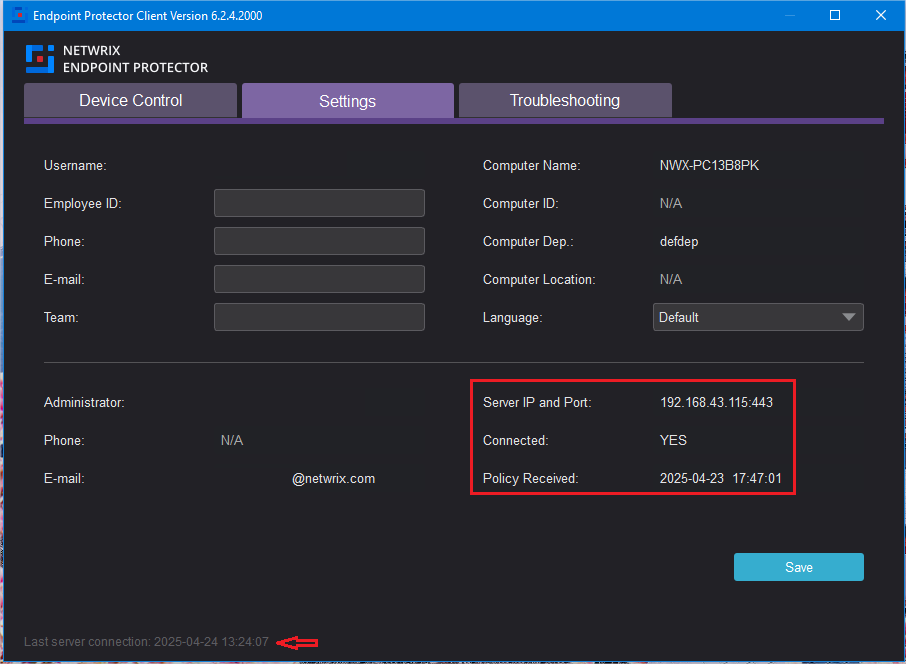 Endpoint Protector Client Version 6.2.4.2000
NETWRIX
ENDPOINT PROTECTOR
Device Control
Settings
Troubleshooting
Username:
Employee ID:
Phone:
E-mail:
Team:
Computer Name: NWX-PC13B8PK
Computer ID: N/A
Computer Dep.: defdep
Computer Location: N/A
Language: Default
Administrator:
Phone: N/A
E-mail: @netwrix.com
Server IP and Port: 192.168.43.115:443
Connected: YES
Policy Received: 2025-04-23 17:47:01
Save
Last server connection: 2025-04-24 13:24:07